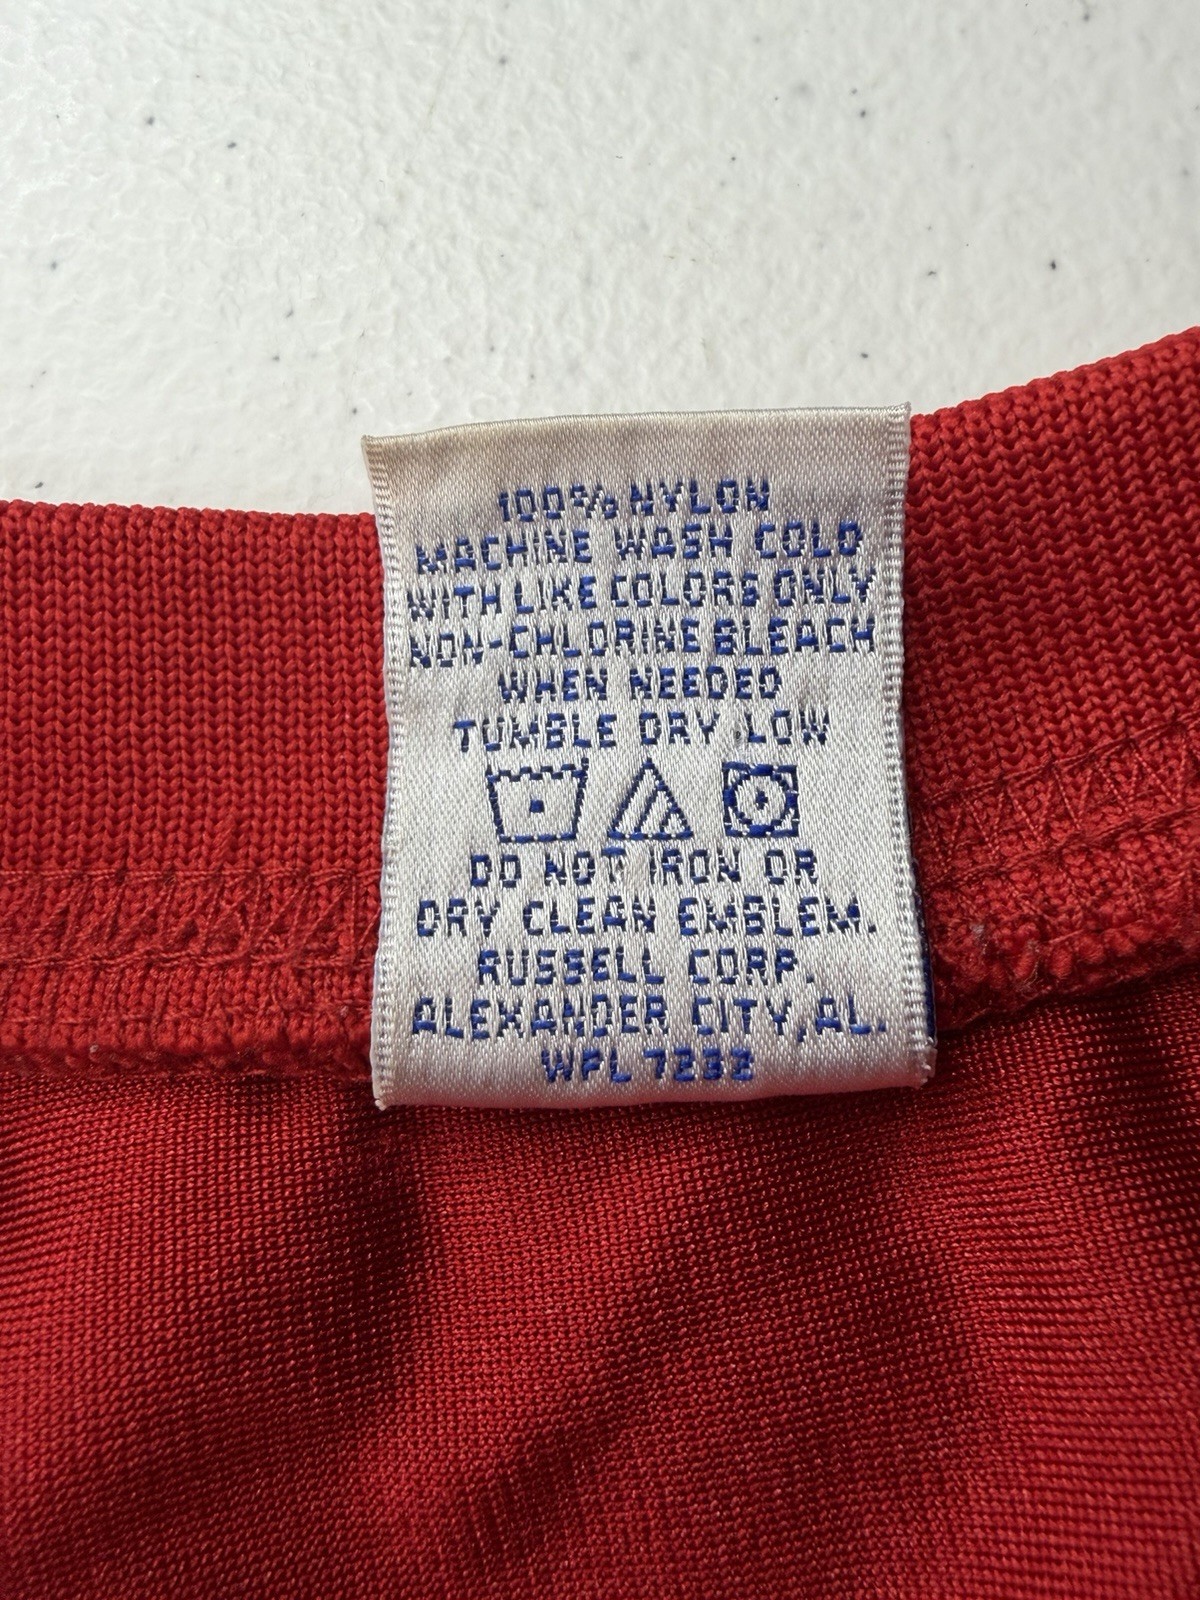 100% NYLON
MACHINE WASH COLD
WITH LIKE COLORS ONLY
NON-CHLORINE BLEACH
WHEN NEEDED
TUMBLE DRY LOW
DO NOT IRON OR
DRY CLEAN EMBLEM.
RUSSELL CORP.
ALEXANDER CITY, AL.
WPL 7232